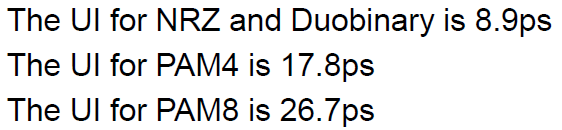 The UI for NRZ and Duobinary is 8.9ps
The UI for PAM4 is 17.8ps
The UI for PAM8 is 26.7ps